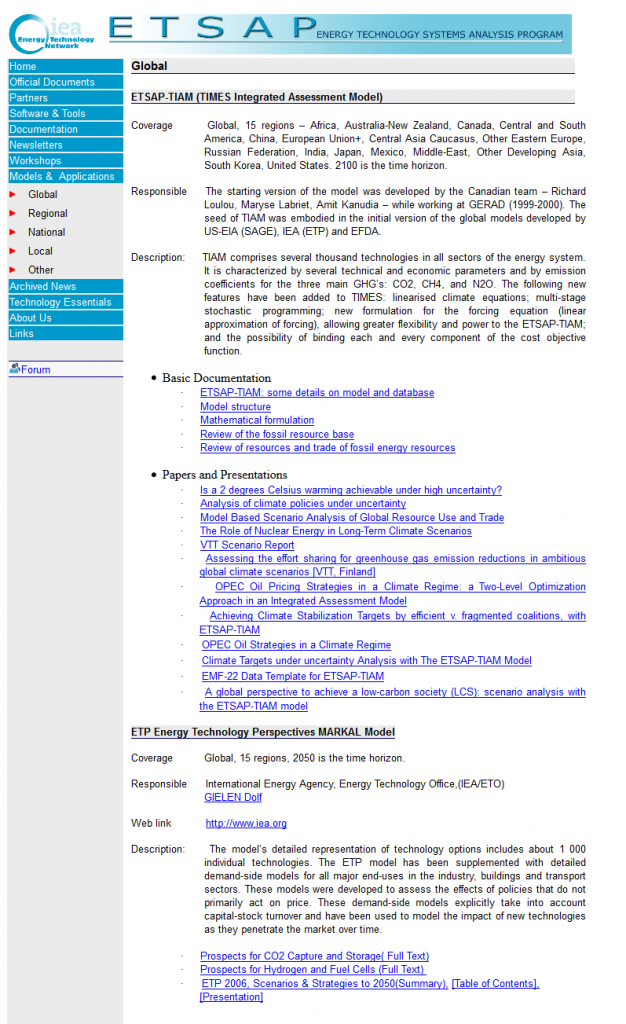 iea
Energy Technology
Network
ETSAP ENERGY TECHNOLOGY SYSTEMS ANALYSIS PROGRAM
Home
Official Documents
Partners
Software & Tools
Documentation
Newsletters
Workshops
Models & Applications
Global
Regional
National
Local
Other
Archived News
Technology Essentials
About Us
Links
Forum
Global
ETSAP-TIAM (TIMES Integrated Assessment Model)
Coverage Global, 15 regions – Africa, Australia-New Zealand, Canada, Central and South
America, China, European Union+, Central Asia Caucasus, Other Eastern Europe,
Russian Federation, India, Japan, Mexico, Middle-East, Other Developing Asia,
South Korea, United States. 2100 is the time horizon.
Responsible The starting version of the model was developed by the Canadian team – Richard
Loulou, Maryse Labriet, Amit Kanudia – while working at GERAD (1999-2000). The
seed of TIAM was embodied in the initial version of the global models developed by
US-EIA (SAGE), IEA (ETP) and EFDA.
Description: TIAM comprises several thousand technologies in all sectors of the energy system.
It is characterized by several technical and economic parameters and by emission
coefficients for the three main GHG's: CO2, CH4, and N2O. The following new
features have been added to TIMES: linearised climate equations; multi-stage
stochastic programming; new formulation for the forcing equation (linear
approximation of forcing), allowing greater flexibility and power to the ETSAP-TIAM;
and the possibility of binding each and every component of the cost objective
function.
• Basic Documentation
· ETSAP-TIAM: some details on model and database
· Model structure
· Mathematical formulation
· Review of the fossil resource base
· Review of resources and trade of fossil energy resources
• Papers and Presentations
· Is a 2 degrees Celsius warming achievable under high uncertainty?
· Analysis of climate policies under uncertainty
· Model Based Scenario Analysis of Global Resource Use and Trade
· The Role of Nuclear Energy in Long-Term Climate Scenarios
· VTT Scenario Report
· Assessing the effort sharing for greenhouse gas emission reductions in ambitious
global climate scenarios [VTT, Finland]
· OPEC Oil Pricing Strategies in a Climate Regime: a Two-Level Optimization
Approach in an Integrated Assessment Model
· Achieving Climate Stabilization Targets by efficient v. fragmented coalitions, with
ETSAP-TIAM
· OPEC Oil Strategies in a Climate Regime
· Climate Targets under uncertainty Analysis with The ETSAP-TIAM Model
· EMF-22 Data Template for ETSAP-TIAM
· A global perspective to achieve a low-carbon society (LCS): scenario analysis with
the ETSAP-TIAM model
ETP Energy Technology Perspectives MARKAL Model
Coverage Global, 15 regions, 2050 is the time horizon.
Responsible International Energy Agency, Energy Technology Office,(IEA/ETO)
GIELEN Dolf
Web link http://www.iea.org
Description: The model's detailed representation of technology options includes about 1 000
individual technologies. The ETP model has been supplemented with detailed
demand-side models for all major end-uses in the industry, buildings and transport
sectors. These models were developed to assess the effects of policies that do not
primarily act on price. These demand-side models explicitly take into account
capital-stock turnover and have been used to model the impact of new technologies
as they penetrate the market over time.
· Prospects for CO2 Capture and Storage( Full Text)
· Prospects for Hydrogen and Fuel Cells (Full Text)
· ETP 2006, Scenarios & Strategies to 2050(Summary), [Table of Contents],
[Presentation]